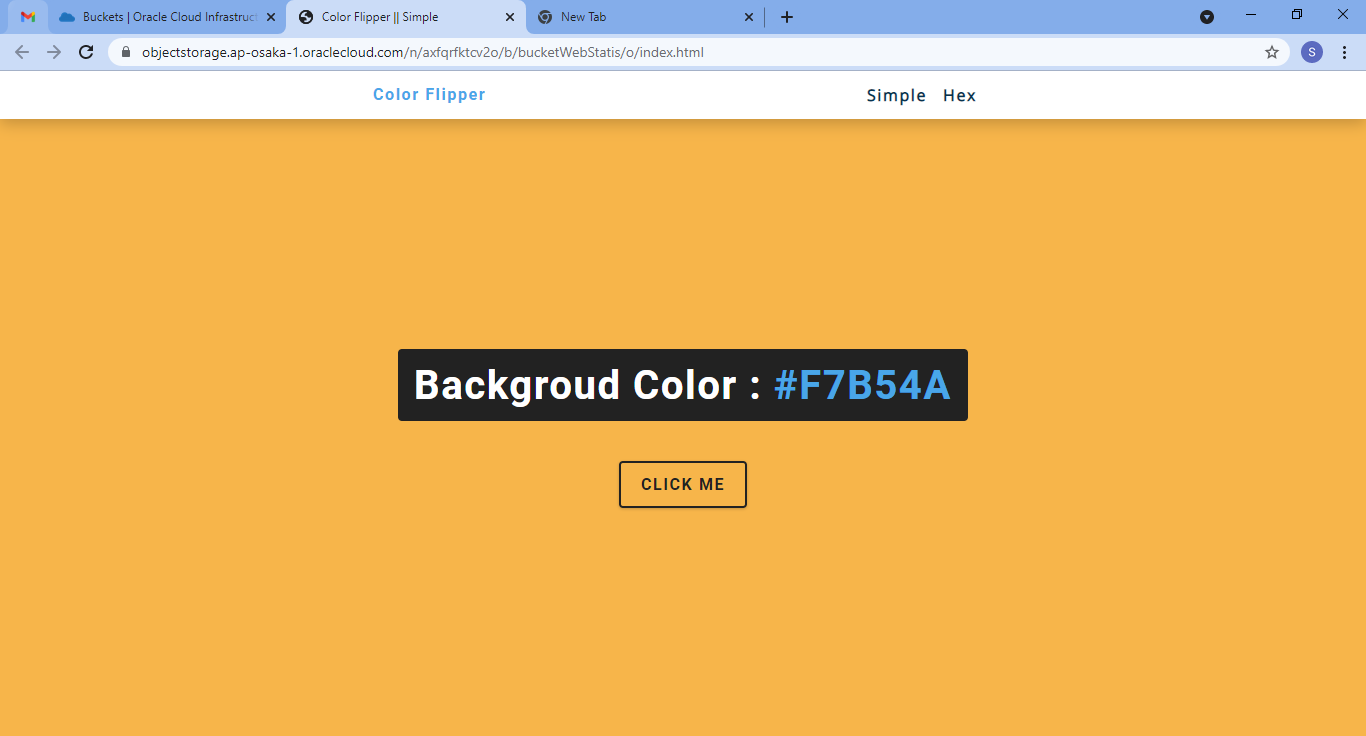 Buckets | Oracle Cloud Infrastruct
Color Flipper || Simple
New Tab
objectstorage.ap-osaka-1.oraclecloud.com/n/axfqrfktcv2o/b/bucketWebStatis/o/index.html
S
Color Flipper
Simple Hex
Backgroud Color : #F7B54A
CLICK ME